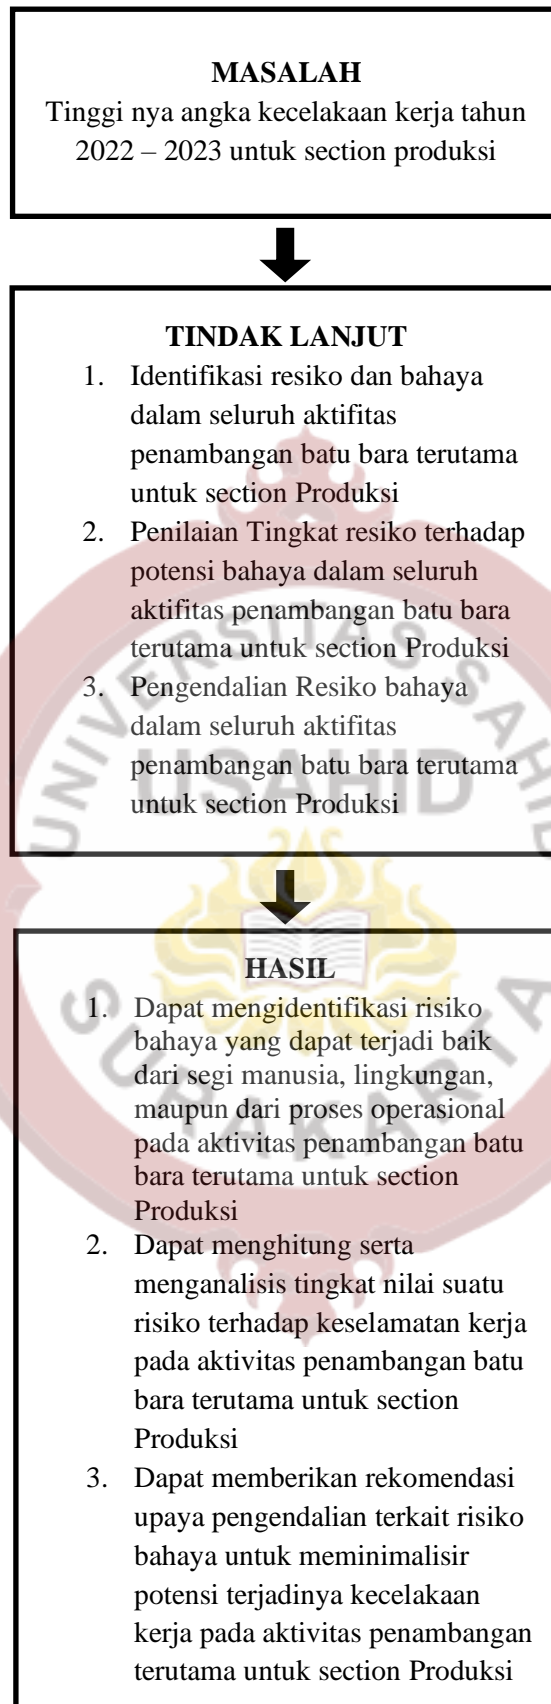 MASALAH
Tinggi nya angka kecelakaan kerja tahun
2022 – 2023 untuk section produksi
TINDAK LANJUT
1. Identifikasi resiko dan bahaya
dalam seluruh aktifitas
penambangan batu bara terutama
untuk section Produksi
2. Penilaian Tingkat resiko terhadap
potensi bahaya dalam seluruh
aktifitas penambangan batu bara
terutama untuk section Produksi
3. Pengendalian Resiko bahaya
dalam seluruh aktifitas
penambangan batu bara terutama
untuk section Produksi
HASIL
1. Dapat mengidentifikasi risiko
bahaya yang dapat terjadi baik
dari segi manusia, lingkungan,
maupun dari proses operasional
pada aktivitas penambangan batu
bara terutama untuk section
Produksi
2. Dapat menghitung serta
menganalisis tingkat nilai suatu
risiko terhadap keselamatan kerja
pada aktivitas penambangan batu
bara terutama untuk section
Produksi
3. Dapat memberikan rekomendasi
upaya pengendalian terkait risiko
bahaya untuk meminimalisir
potensi terjadinya kecelakaan
kerja pada aktivitas penambangan
terutama untuk section Produksi
UNIVERSITAS SAHID
USAHID
SURAKARTA